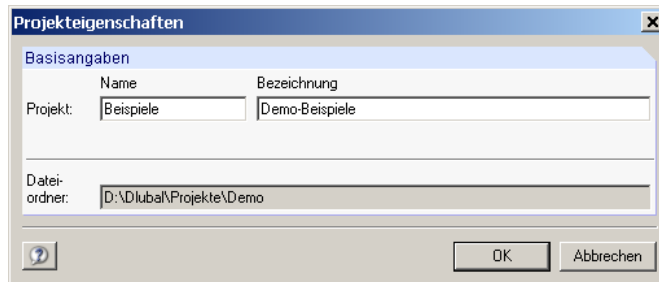 Projekteigenschaften
Basisangaben
Name Bezeichnung
Projekt: Beispiele Demo-Beispiele
Datei-
ordner: D:\Dlubal\Projekte\Demo
OK Abbrechen